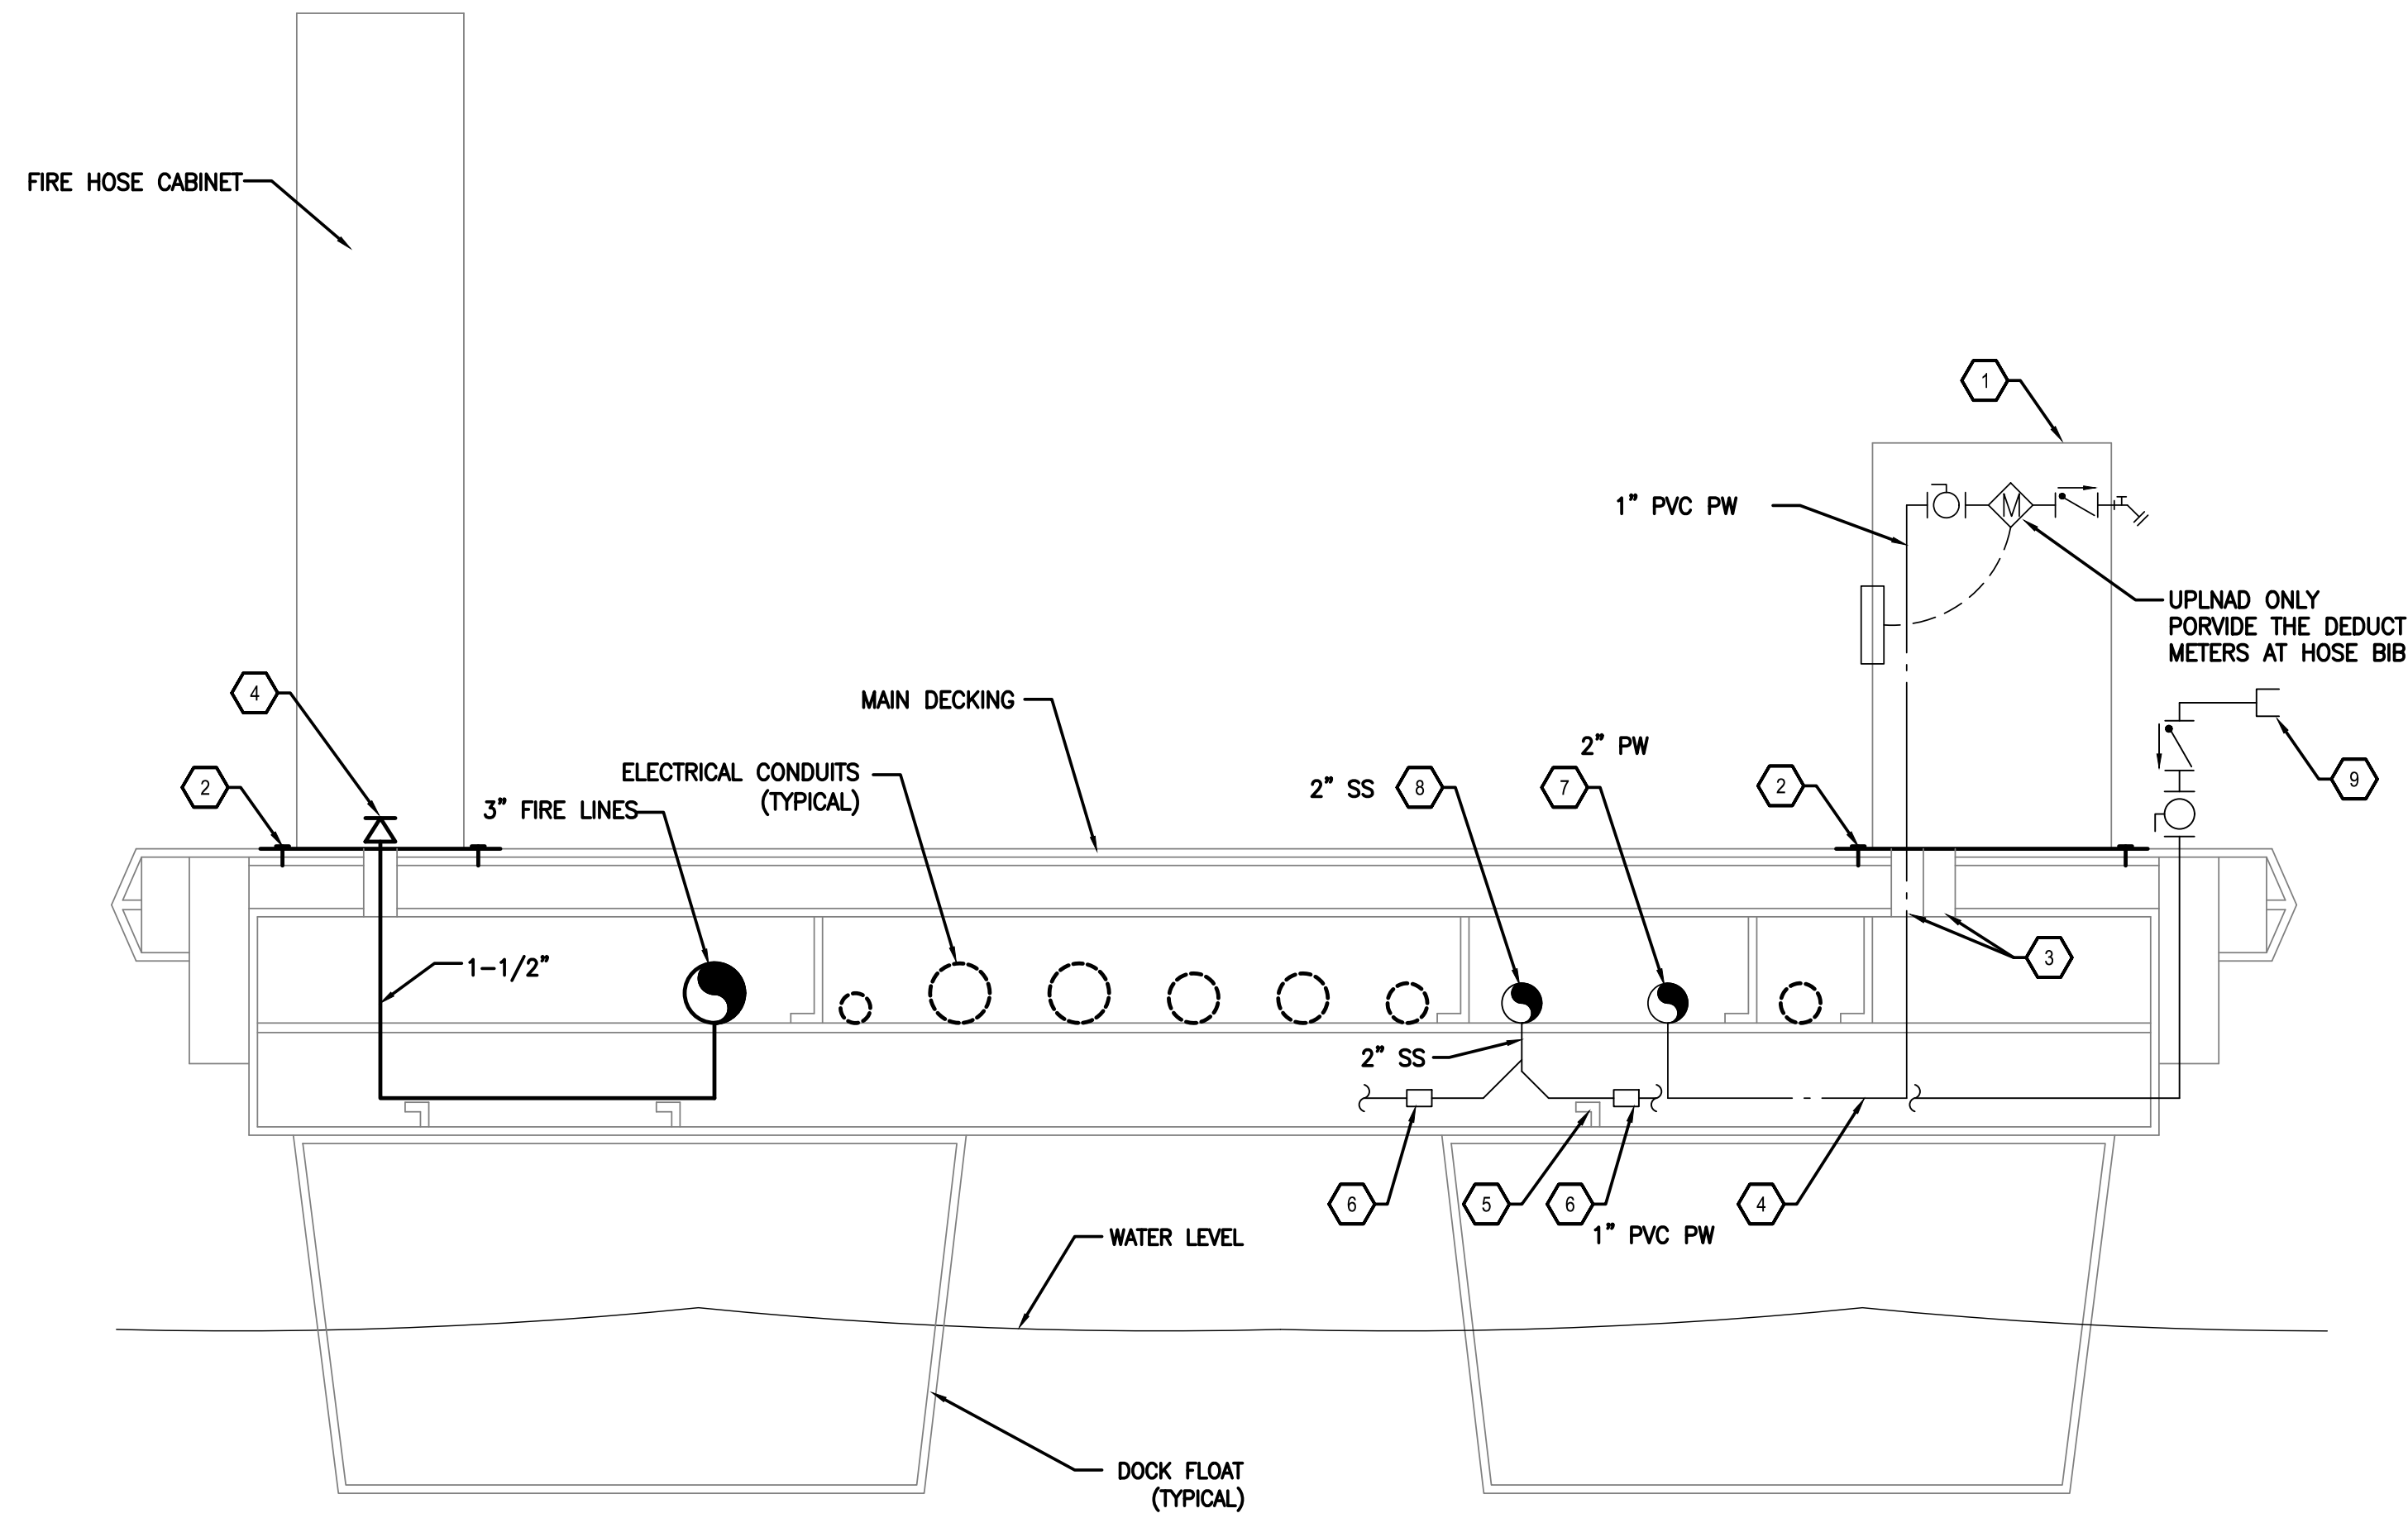 FIRE HOSE CABINET
1
1" PVC PW
UPLNAD ONLY
PORVIDE THE DEDUCT
METERS AT HOSE BIB
4
MAIN DECKING
2" PW
ELECTRICAL CONDUITS
(TYPICAL)
2
3" FIRE LINES
2" SS
8
7
2
9
1-1/2"
3
2" SS
6
5
6
4
1" PVC PW
WATER LEVEL
DOCK FLOAT
(TYPICAL)
M